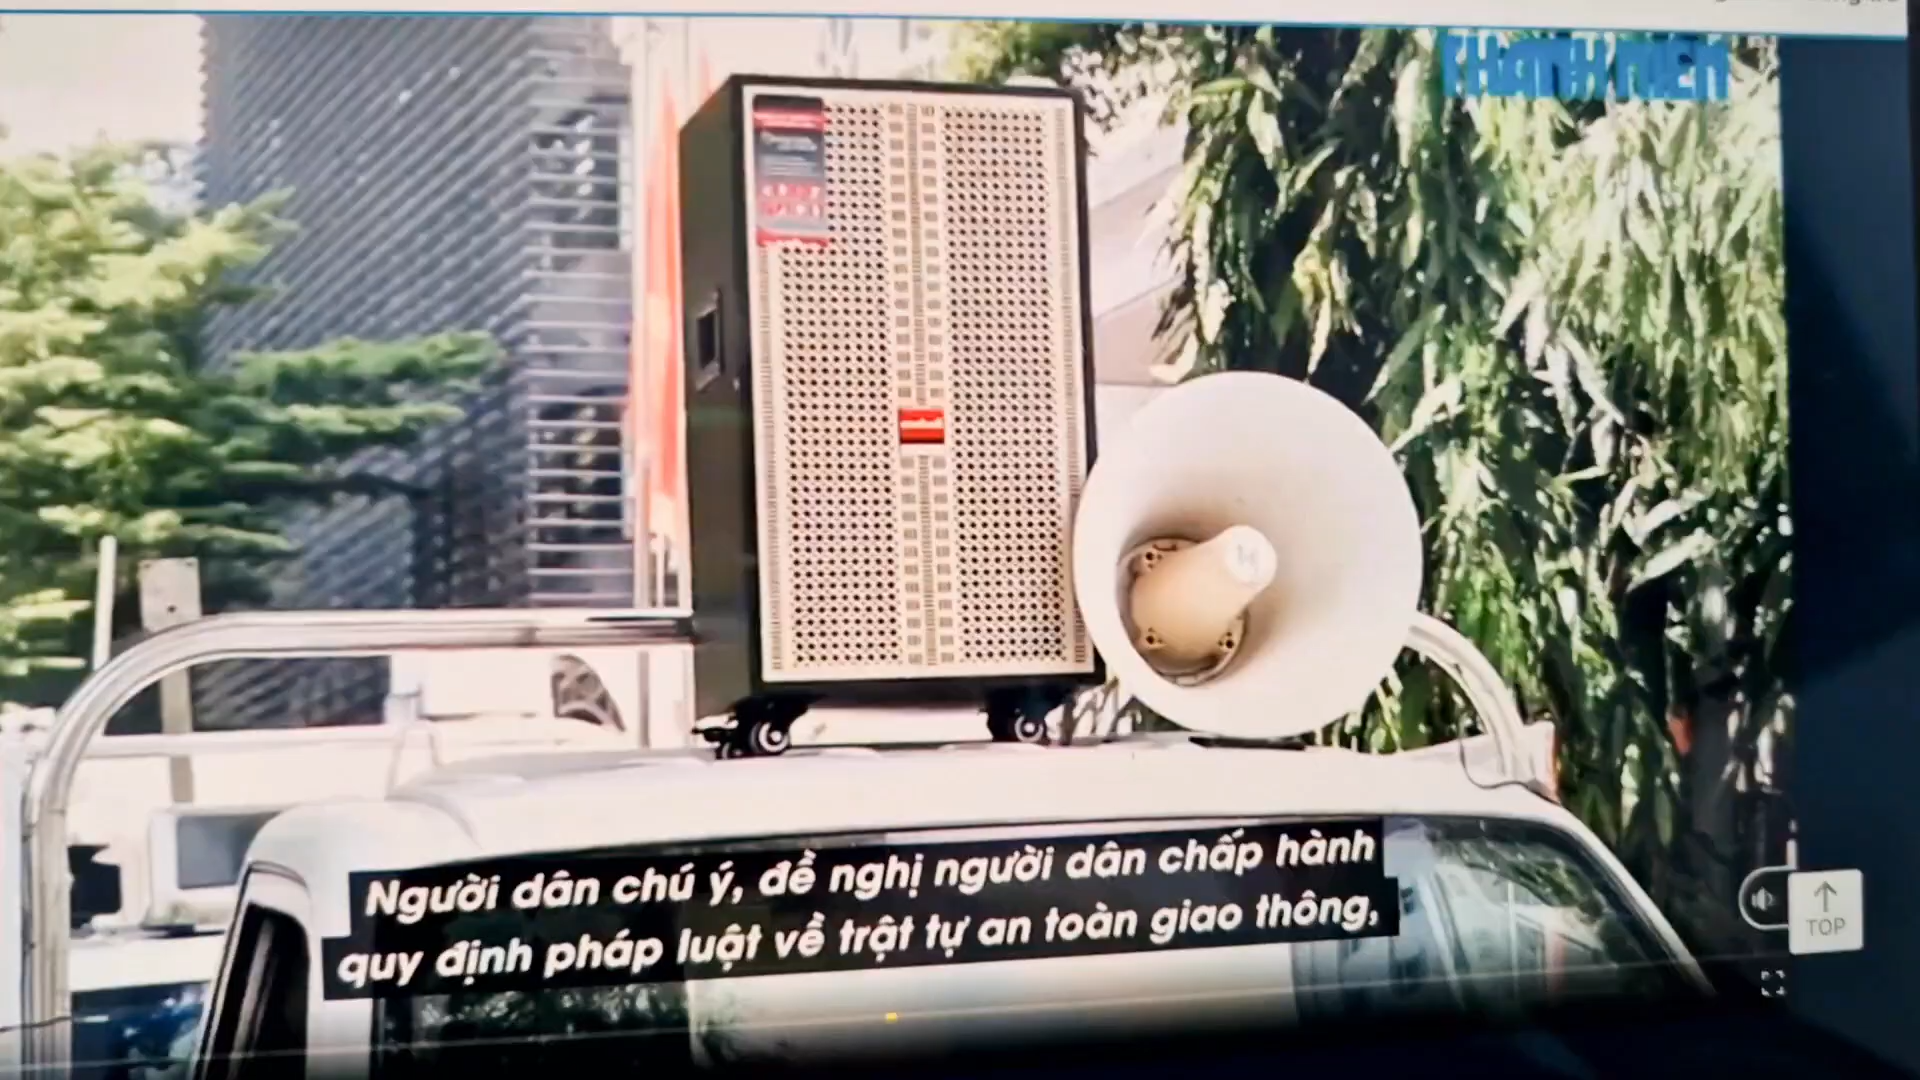 THANH NIÊN
Người dân chú ý, đề nghị người dân chấp hành
quy định pháp luật về trật tự an toàn giao thông,
TOP